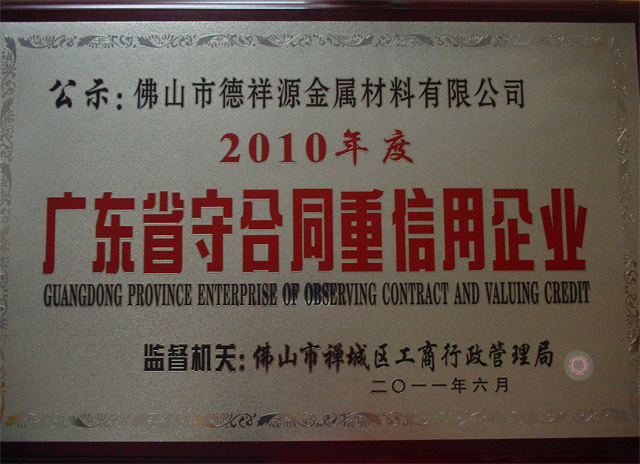 公示:佛山市德祥源金属材料有限公司
2010年度
广东省守合同重信用企业
GUANGDONG PROVINCE ENTERPRISE OF OBSERVING CONTRACT AND VALUING CREDIT
监督机关:佛山市禅城区工商行政管理局
二〇一一年六月